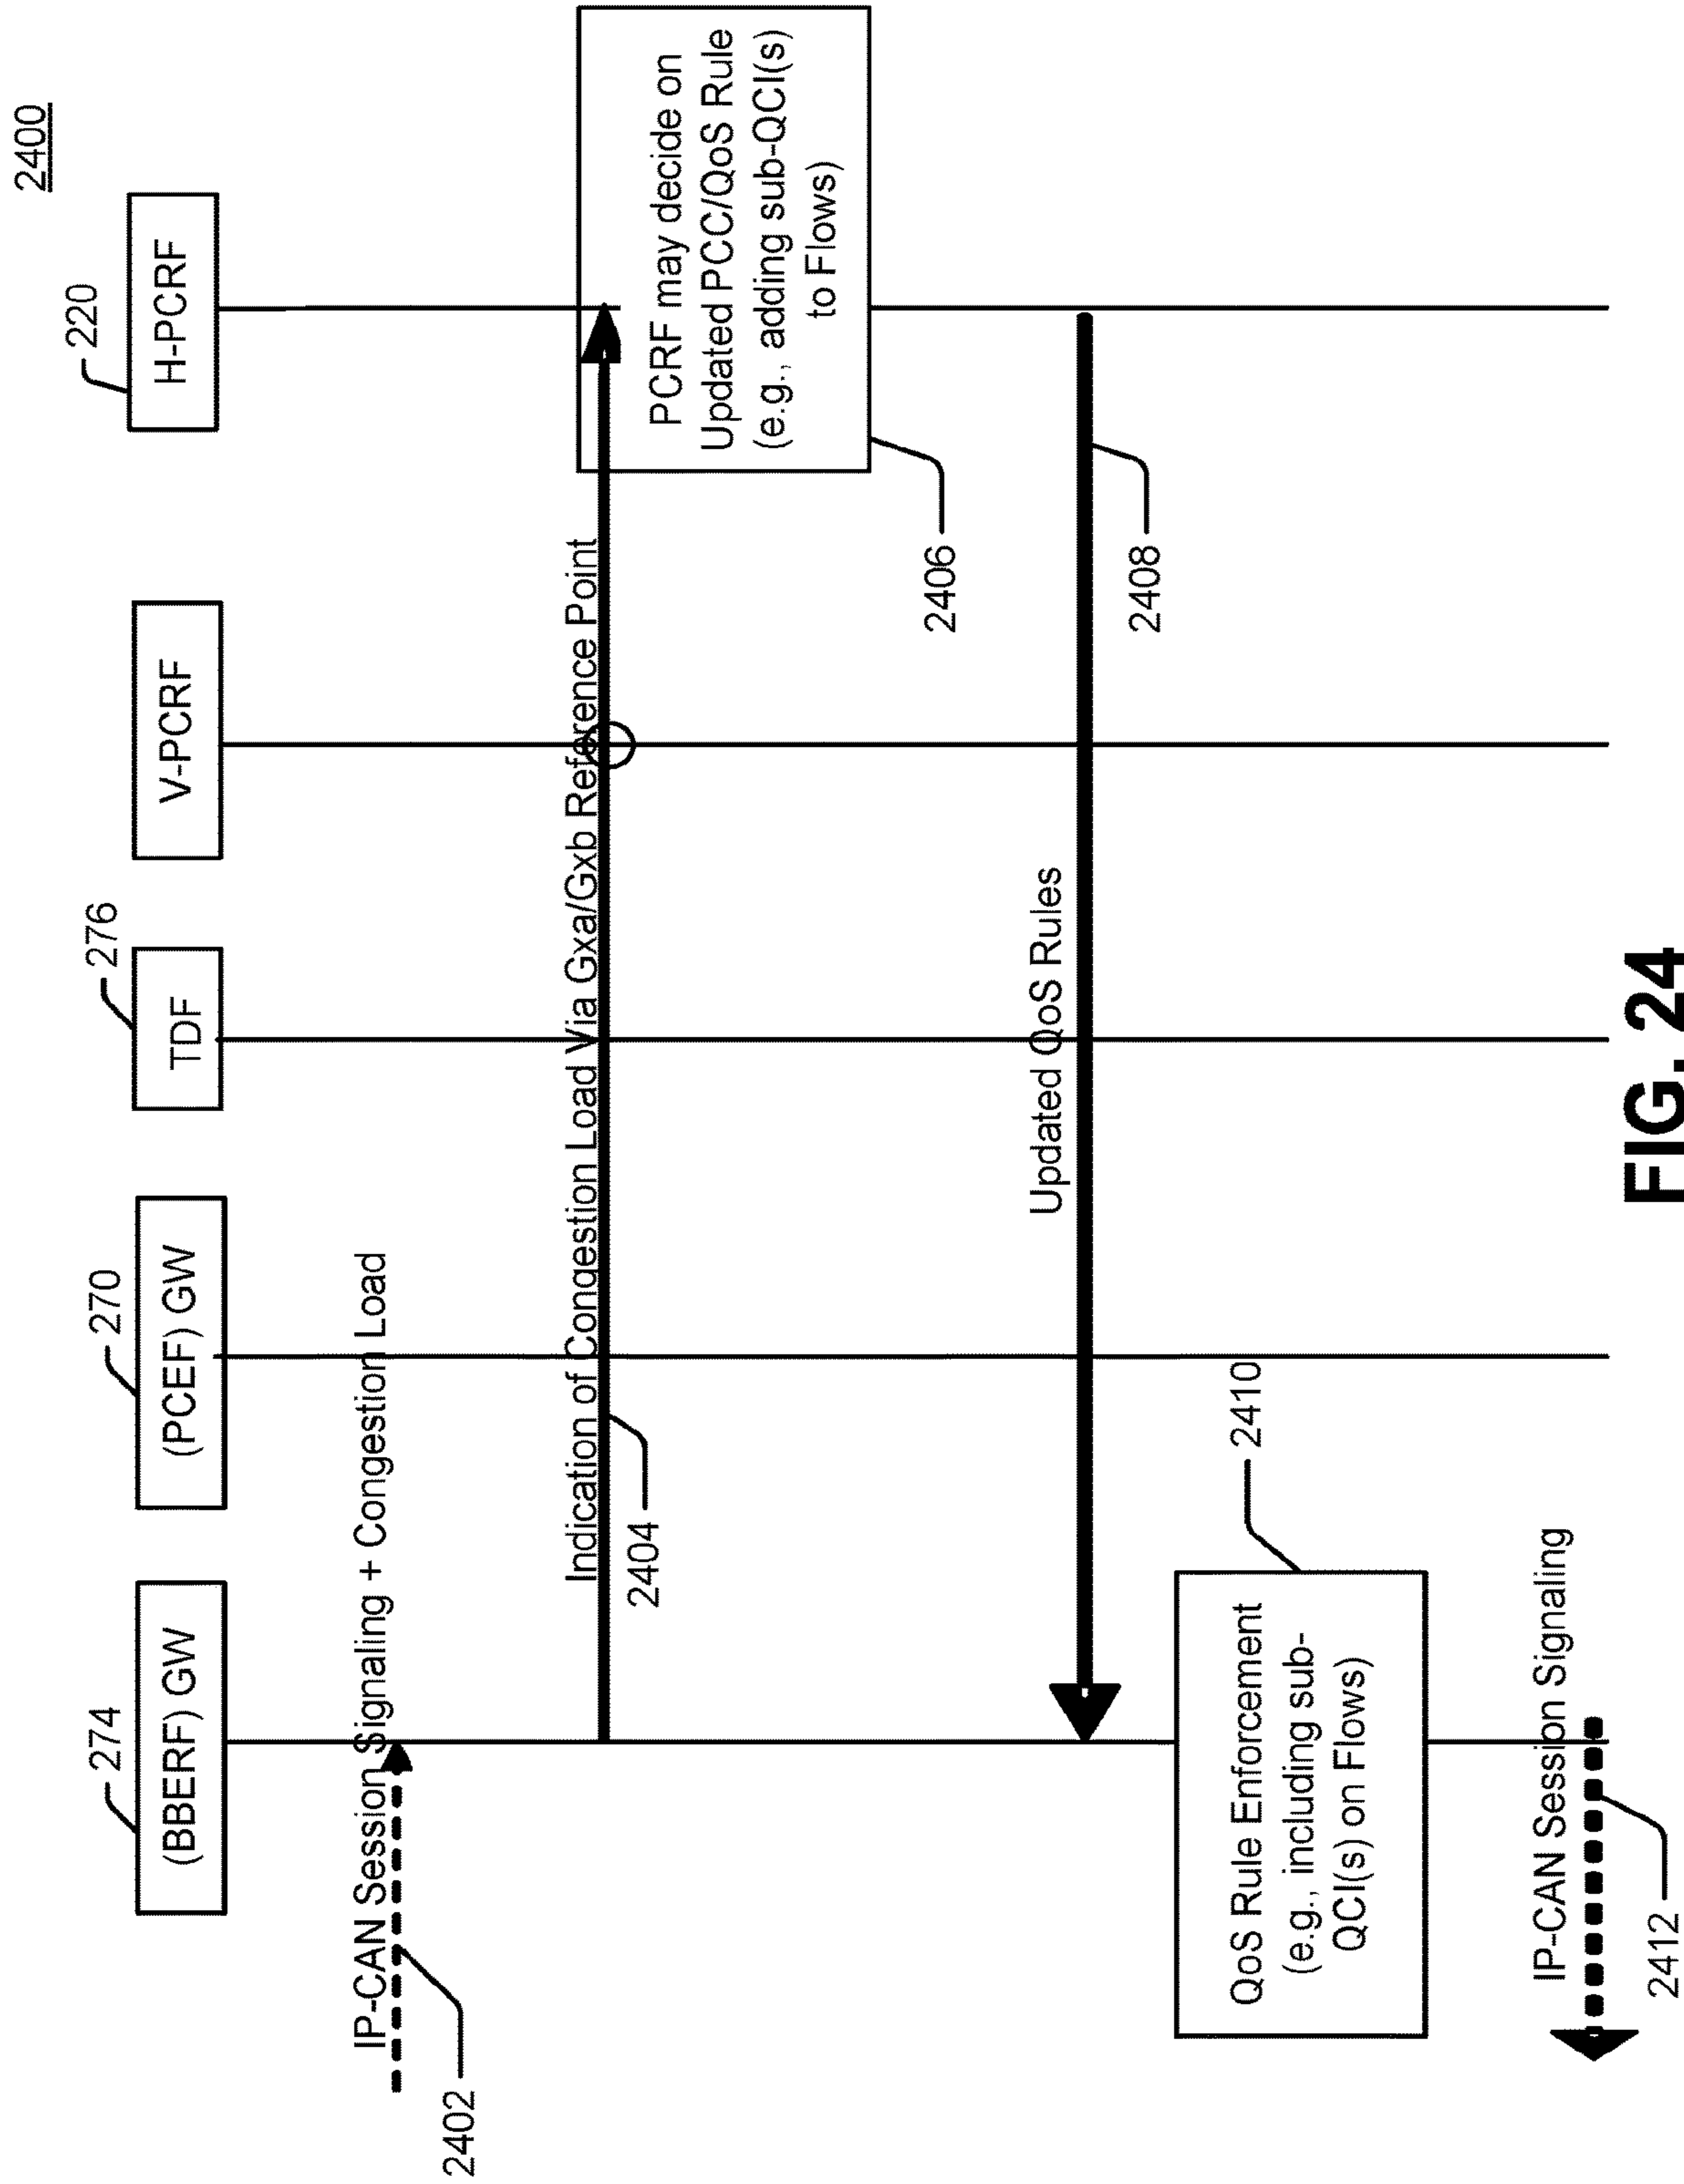 2400
274
270
276
220
(BBERF) GW
(PCEF) GW
TDF
V-PCRF
H-PCRF
IP-CAN Session Signaling + Congestion Load
2402
Indication of Congestion Load Via Gxa/Gxb Reference Point
2404
PCRF may decide on
Updated PCC/QoS Rule
(e.g., adding sub-QCI(s)
to Flows)
2406
Updated QoS Rules
2408
2410
QoS Rule Enforcement
(e.g., including sub-
QCI(s) on Flows)
IP-CAN Session Signaling
2412
FIG. 24